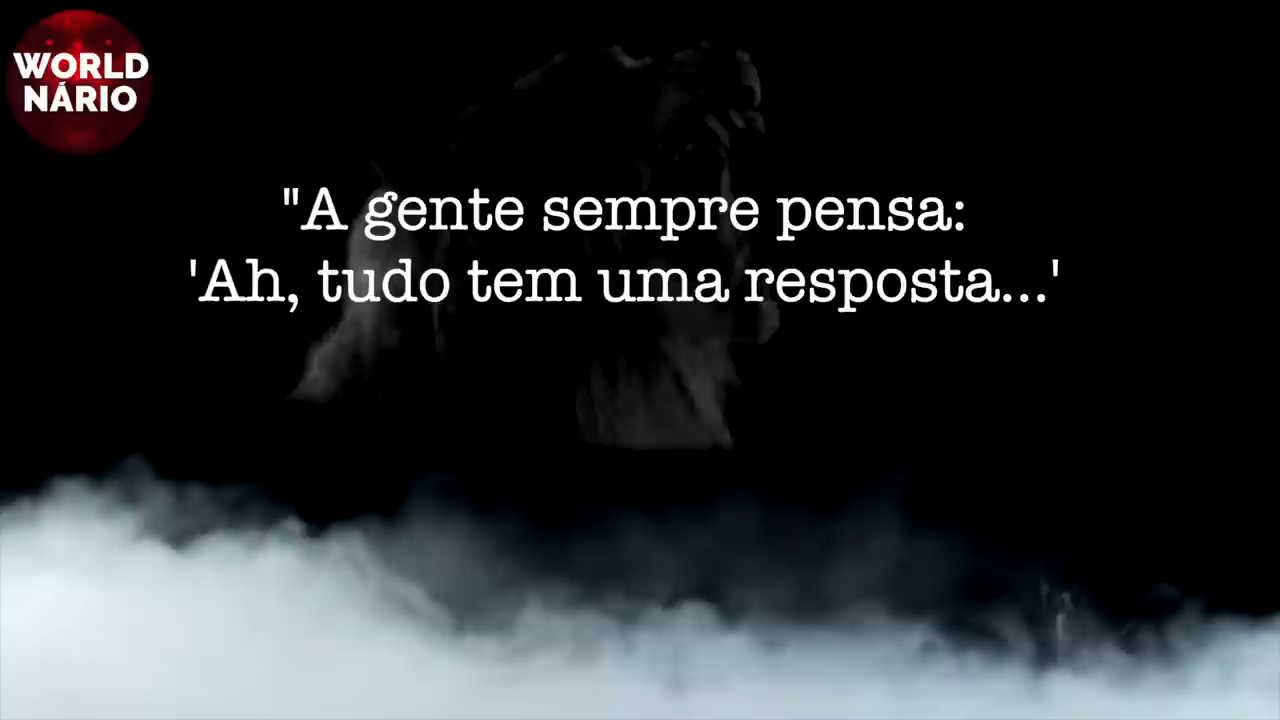 WORLD
NÁRIO
"A gente sempre pensa:
'Ah, tudo tem uma resposta...'